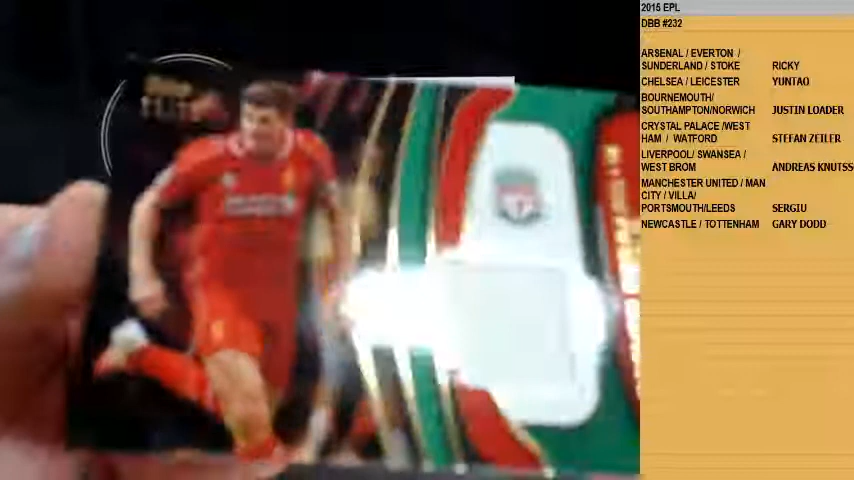 2015 EPL
DBB #232
ARSENAL / EVERTON /
SUNDERLAND / STOKE RICKY
CHELSEA / LEICESTER YUNTAO
BOURNEMOUTH/
SOUTHAMPTON/NORWICH JUSTIN LOADER
CRYSTAL PALACE /WEST
HAM / WATFORD STEFAN ZEILER
LIVERPOOL/ SWANSEA /
WEST BROM ANDREAS KNUTSS
MANCHESTER UNITED / MAN
CITY / VILLA/
PORTSMOUTH/LEEDS SERGIU
NEWCASTLE / TOTTENHAM GARY DODD